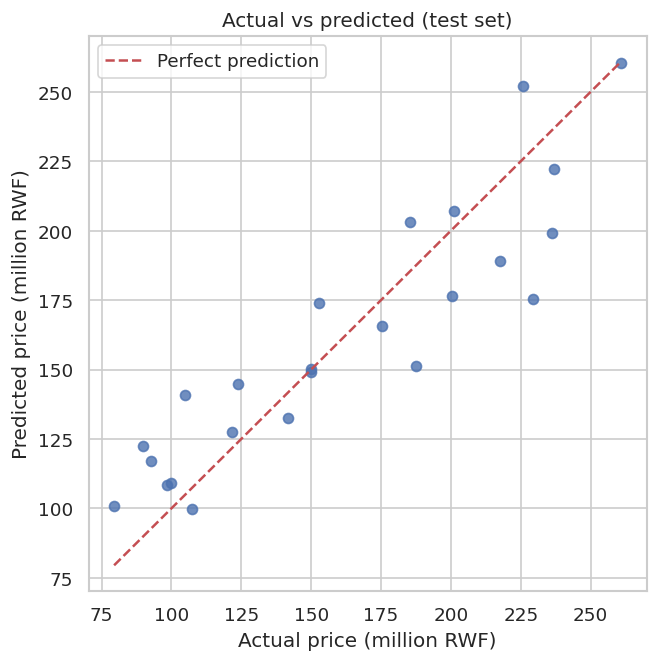 Actual vs predicted (test set)
Perfect prediction
Predicted price (million RWF)
250
225
200
175
150
125
100
75
75 100 125 150 175 200 225 250
Actual price (million RWF)